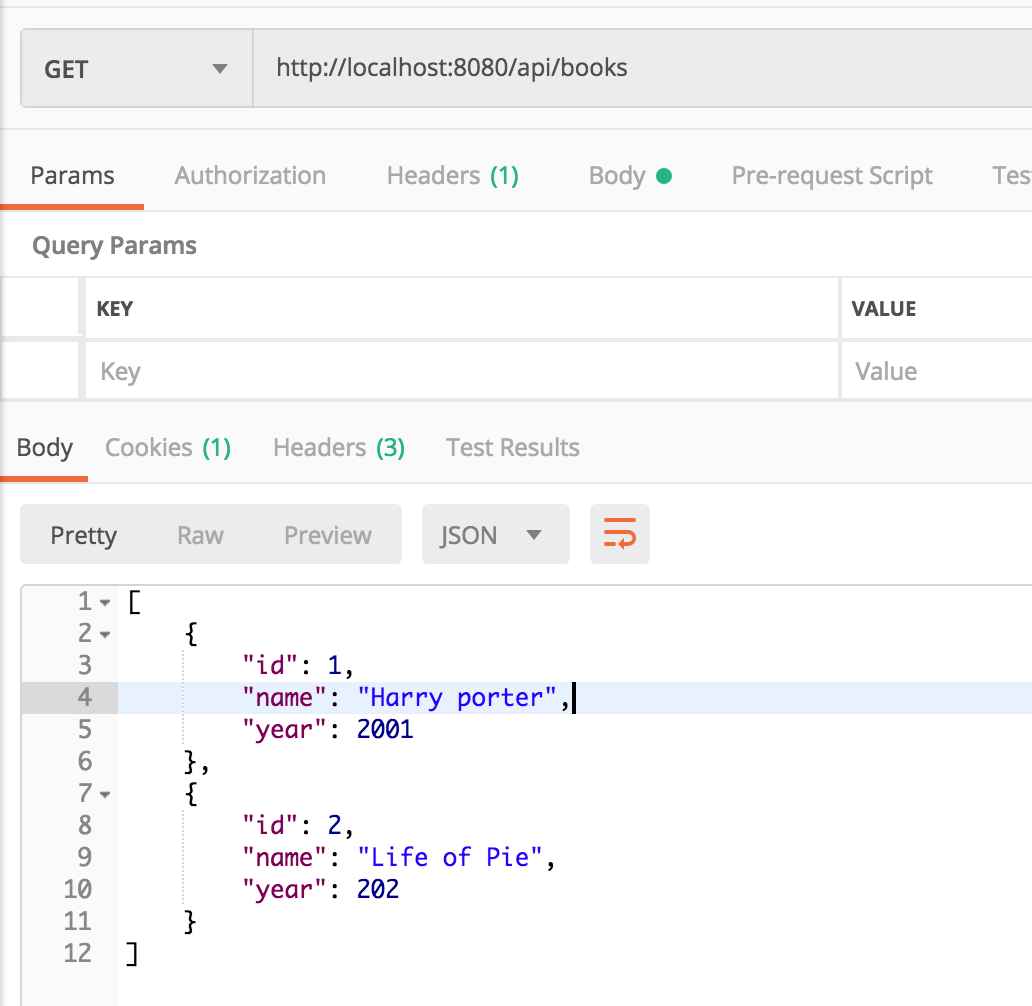 GET http://localhost:8080/api/books
Params Authorization Headers (1) Body Pre-request Script Tes
Query Params
KEY VALUE
Key Value
Body Cookies (1) Headers (3) Test Results
Pretty Raw Preview JSON
1 [
2 {
3 "id": 1,
4 "name": "Harry porter",
5 "year": 2001
6 },
7 {
8 "id": 2,
9 "name": "Life of Pie",
10 "year": 202
11 }
12 ]